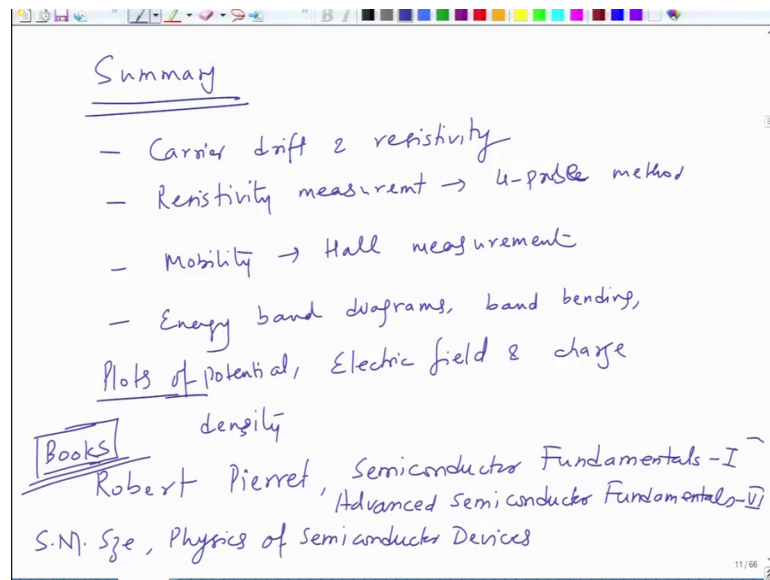 Summary
- Carrier drift & resistivity
- Resistivity measuremt → 4-probe method
- Mobility → Hall measurement
- Energy band diagrams, band bending,
Plots of potential, Electric field & charge
density
Books
Robert Pierret, Semiconductor Fundamentals-I
Advanced Semiconductor Fundamentals-VI
S.M. Sze, Physics of Semiconductor Devices
11 / 66